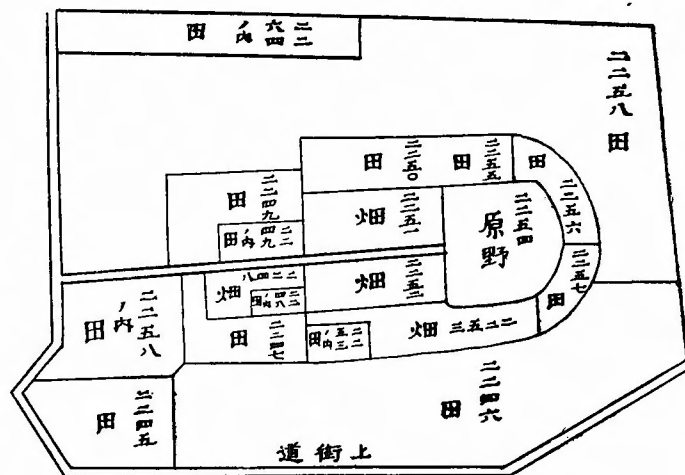 二二五八 田
二二六四ノ内 田
二二五五 田
二二五〇 田
二二五六 田
二二五七 田
二二五四 原野
二二五一 畑
二二四九 田
二二四九ノ内 田
二二五二 畑
二二四八 畑
二二四八ノ内 田
二二五三 畑
二二五三ノ内 田
二二四七 田
二二五八ノ内 田
二二四六 田
二二四五 田
上街道